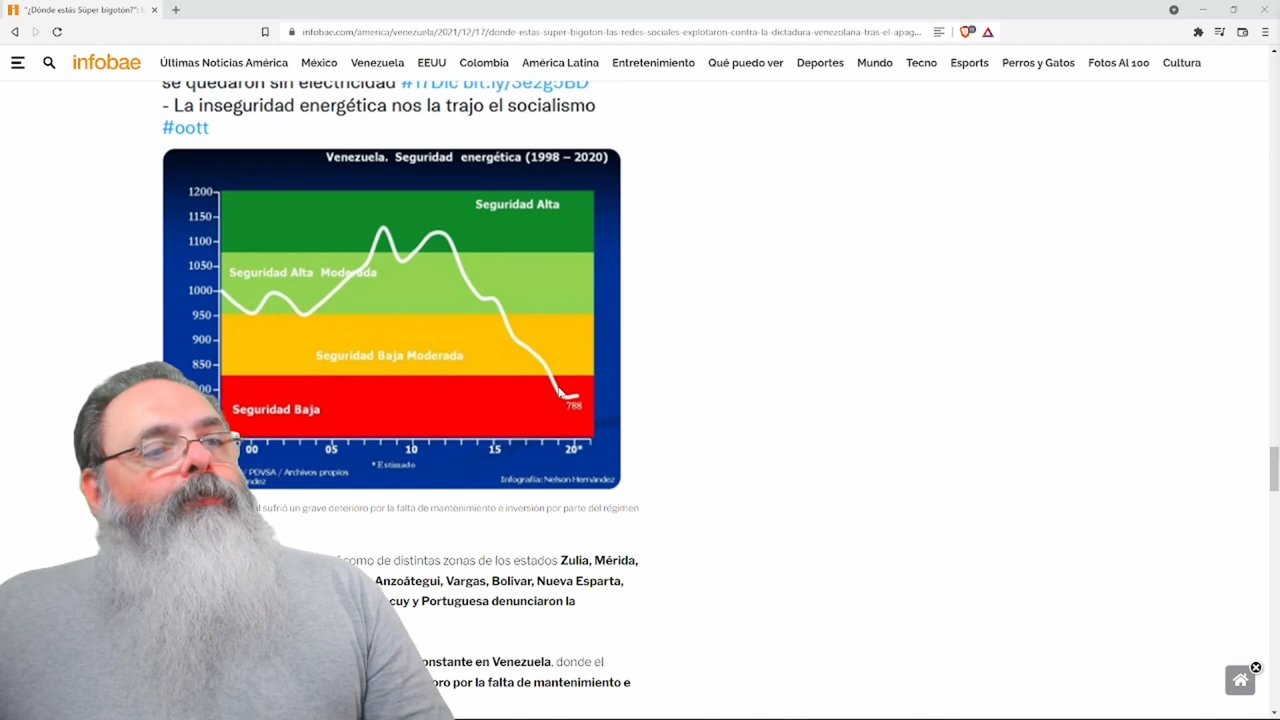 "¿Dónde estás Súper bigotón?": l
infobae.com/america/venezuela/2021/12/17/donde-estas-super-bigoton-las-redes-sociales-explotaron-contra-la-dictadura-venezolana-tras-el-apag...
infobae
Últimas Noticias América México Venezuela EEUU Colombia América Latina Entretenimiento Qué puedo ver Deportes Mundo Tecno Esports Perros y Gatos Fotos Al 100 Cultura
se quedaron sin electricidad #17Dic bit.ly/3e2g5BD
- La inseguridad energética nos la trajo el socialismo
#oott
Venezuela. Seguridad energética (1998 – 2020)
1200
Seguridad Alta
1150
1100
1050
Seguridad Alta Moderada
1000
950
900
Seguridad Baja Moderada
850
00
788
Seguridad Baja
00 05 10 15 20*
* Estimado
/ PDVSA / Archivos propios
ndez
Infografía: Nelson Hernández
al sufrió un grave deterioro por la falta de mantenimiento e inversión por parte del régimen
como de distintas zonas de los estados Zulia, Mérida,
Anzoátegui, Vargas, Bolívar, Nueva Esparta,
cuy y Portuguesa denunciaron la
onstante en Venezuela, donde el
oro por la falta de mantenimiento e